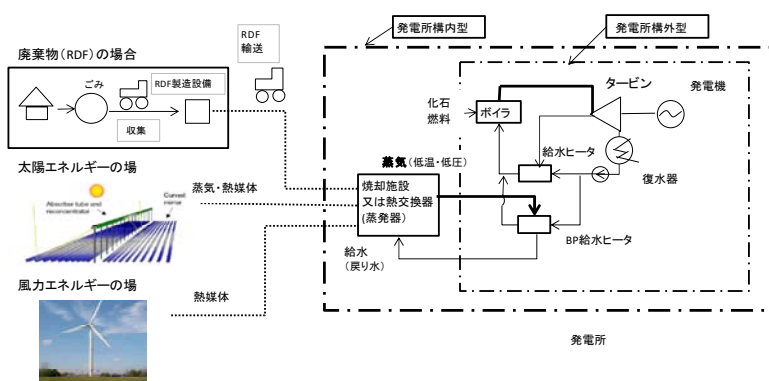 廃棄物(RDF)の場合
ごみ
RDF製造設備
収集
RDF
輸送
太陽エネルギーの場
Absorber tube and
reconcentrator
Curved
mirror
蒸気・熱媒体
風力エネルギーの場
熱媒体
発電所構内型
発電所構外型
タービン
発電機
化石
燃料
ボイラ
給水ヒータ
復水器
蒸気(低温・低圧)
焼却施設
又は熱交換器
(蒸発器)
給水
(戻り水)
BP給水ヒータ
発電所